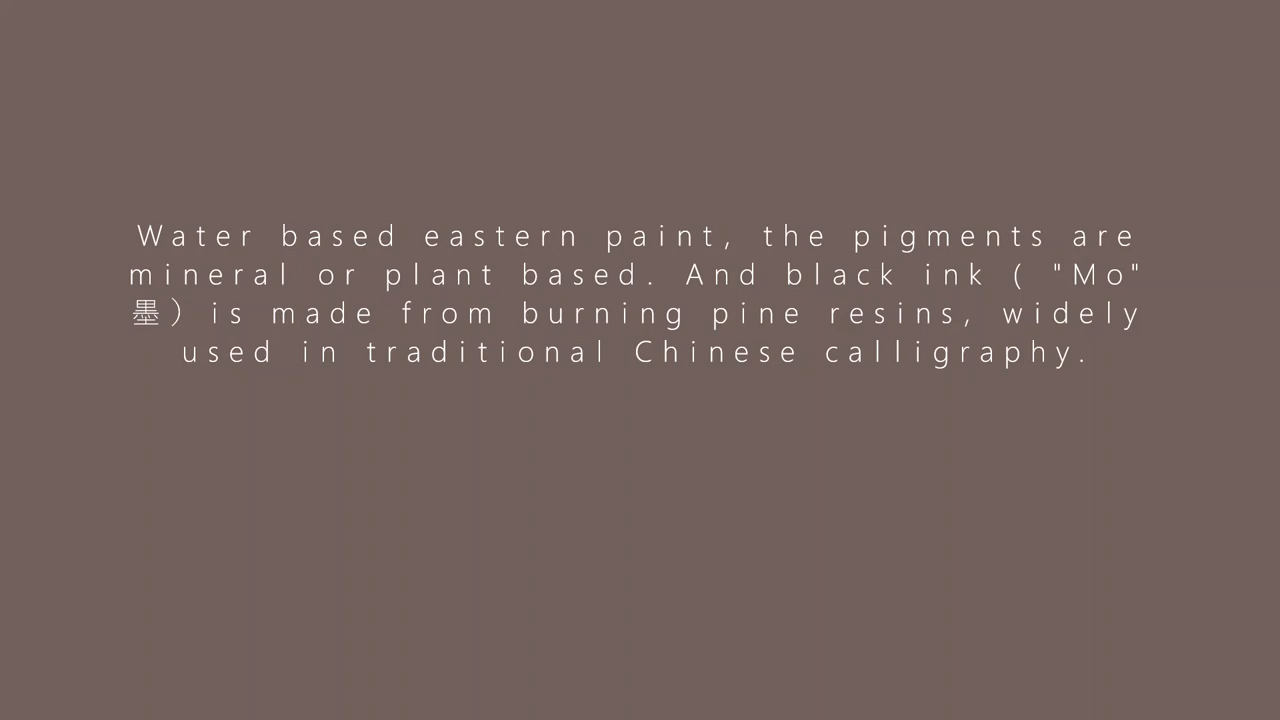 Water based eastern paint, the pigments are
mineral or plant based. And black ink ( "Mo"
墨）is made from burning pine resins, widely
used in traditional Chinese calligraphy.